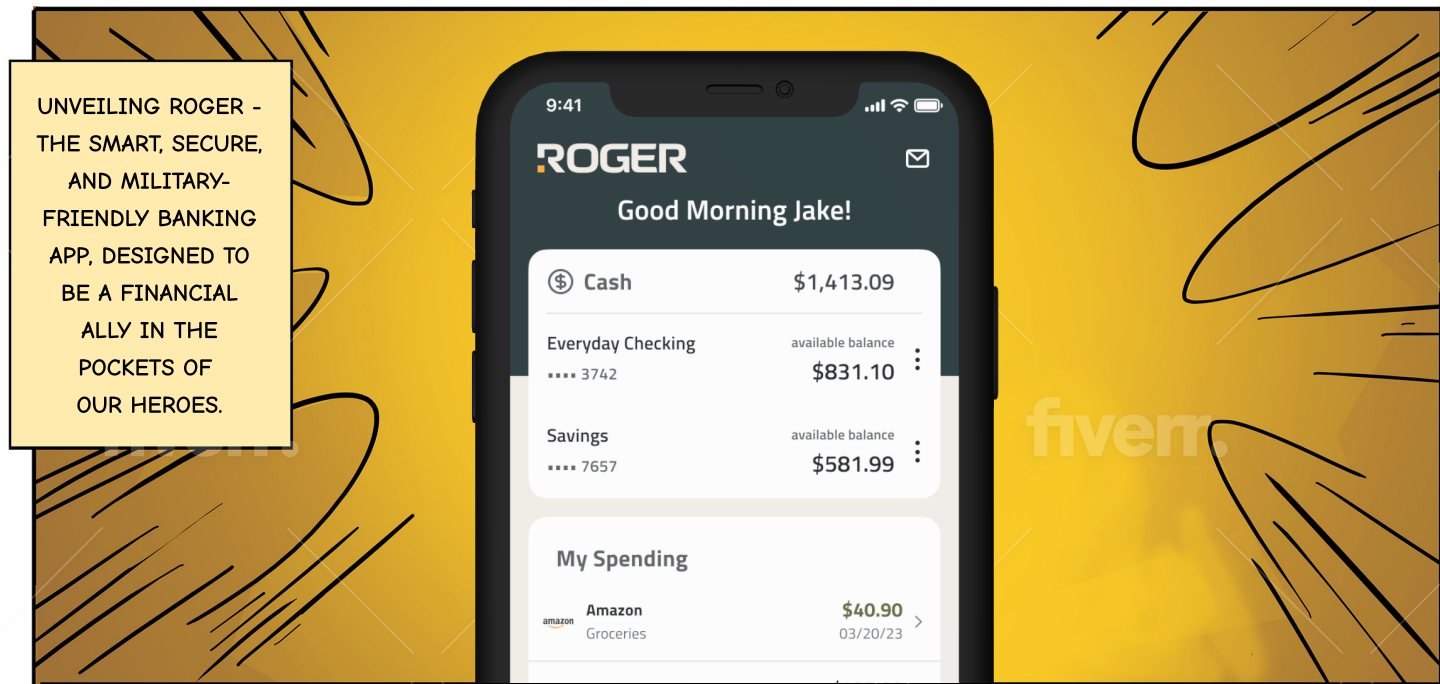 UNVEILING ROGER -
THE SMART, SECURE,
AND MILITARY-
FRIENDLY BANKING
APP, DESIGNED TO
BE A FINANCIAL
ALLY IN THE
POCKETS OF
OUR HEROES.
9:41
ROGER
Good Morning Jake!
Cash $1,413.09
Everyday Checking available balance
3742 $831.10
Savings available balance
7657 $581.99
My Spending
amazon Amazon $40.90
Groceries 03/20/23
fiverr.
fiverr.